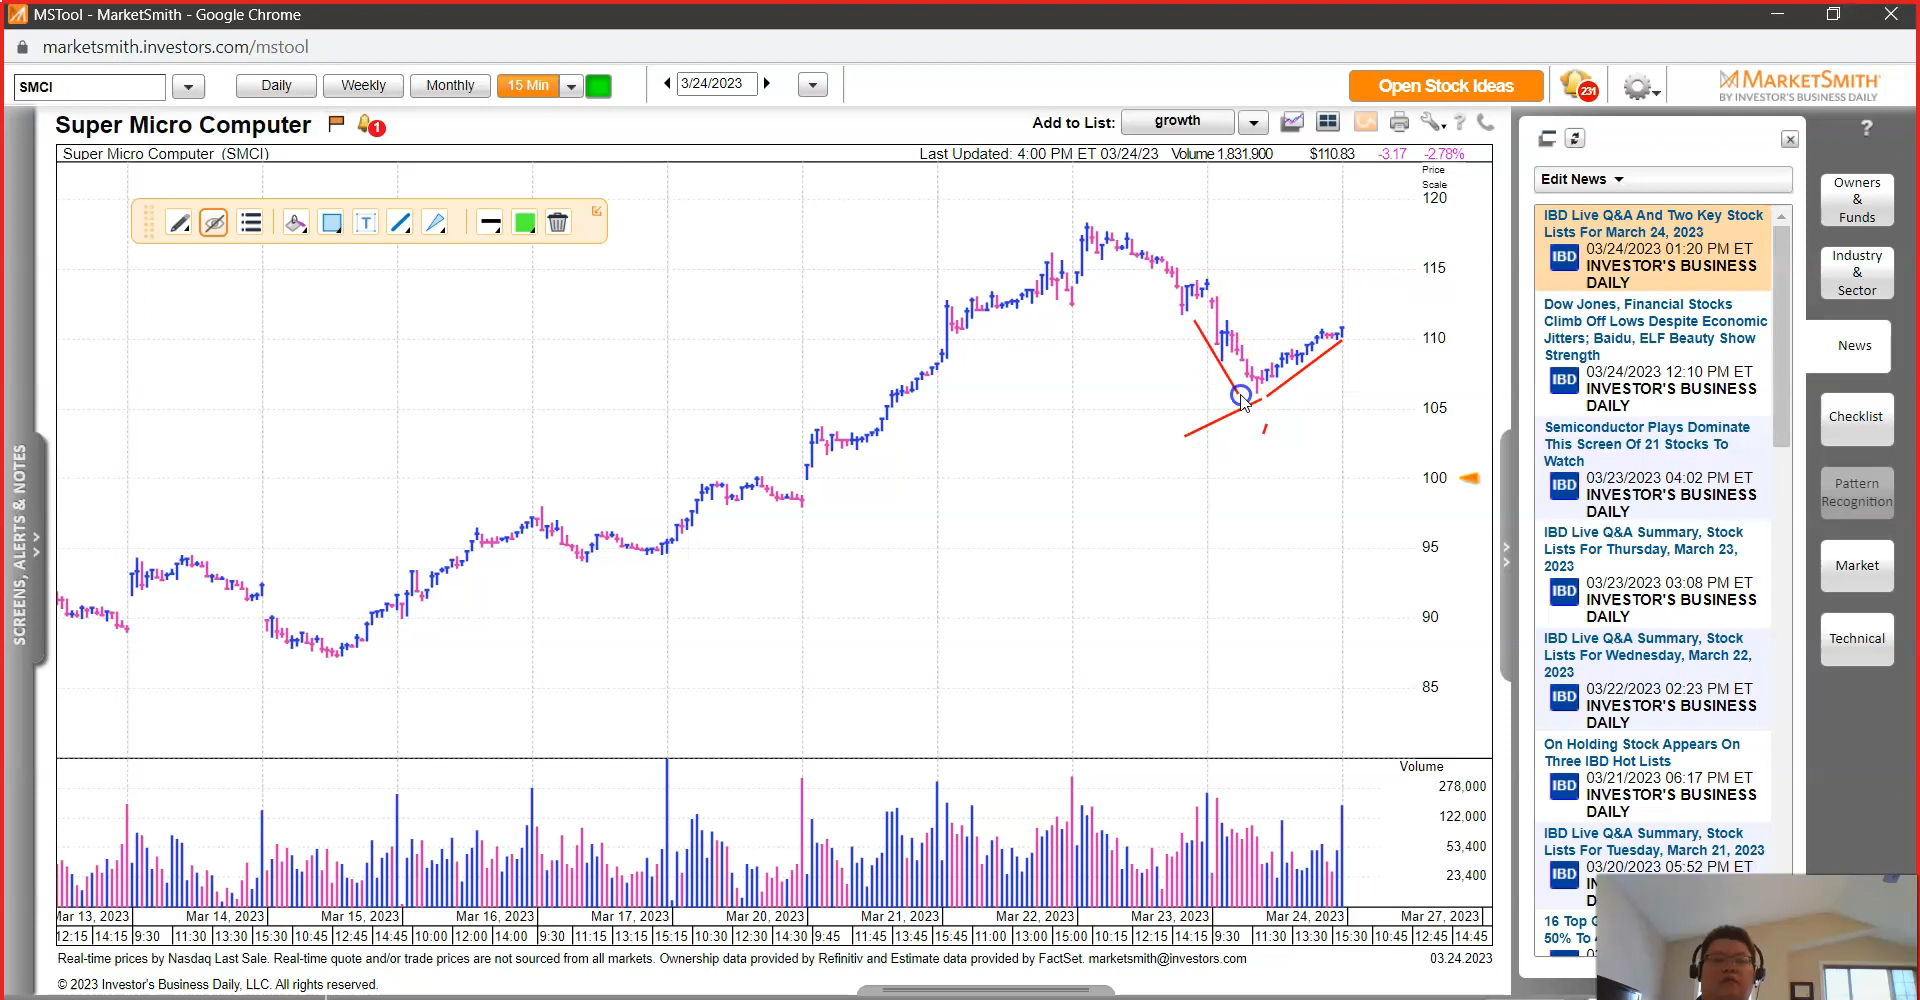 MSTool - MarketSmith - Google Chrome
marketsmith.investors.com/mstool
SMCI
Daily
Weekly
Monthly
15 Min
3/24/2023
Open Stock Ideas
231
MARKETSMITH
BY INVESTOR'S BUSINESS DAILY
Super Micro Computer
1
Add to List:
growth
?
Super Micro Computer (SMCI)
Last Updated: 4:00 PM ET 03/24/23 Volume 1,831,900 $110.83 -3.17 -2.78%
Price
Scale
120
115
110
105
100
95
90
85
T
Volume
278,000
122,000
53,400
23,400
Mar 13, 2023
Mar 14, 2023
Mar 15, 2023
Mar 16, 2023
Mar 17, 2023
Mar 20, 2023
Mar 21, 2023
Mar 22, 2023
Mar 23, 2023
Mar 24, 2023
Mar 27, 2023
12:15 14:15 9:30 11:30 13:30 15:30 10:45 12:45 14:45 10:00 12:00 14:00 9:30 11:15 13:15 15:15 10:30 12:30 14:30 9:45 11:45 13:45 15:45 11:00 13:00 15:00 10:15 12:15 14:15 9:30 11:30 13:30 15:30 10:45 12:45 14:45
Real-time prices by Nasdaq Last Sale. Real-time quote and/or trade prices are not sourced from all markets. Ownership data provided by Refinitiv and Estimate data provided by FactSet. marketsmith@investors.com
03.24.2023
© 2023 Investor's Business Daily, LLC. All rights reserved.
SCREENS, ALERTS & NOTES
Edit News
IBD Live Q&A And Two Key Stock
Lists For March 24, 2023
IBD
03/24/2023 01:20 PM ET
INVESTOR'S BUSINESS
DAILY
Dow Jones, Financial Stocks
Climb Off Lows Despite Economic
Jitters; Baidu, ELF Beauty Show
Strength
IBD
03/24/2023 12:10 PM ET
INVESTOR'S BUSINESS
DAILY
Semiconductor Plays Dominate
This Screen Of 21 Stocks To
Watch
IBD
03/23/2023 04:02 PM ET
INVESTOR'S BUSINESS
DAILY
IBD Live Q&A Summary, Stock
Lists For Thursday, March 23,
2023
IBD
03/23/2023 03:08 PM ET
INVESTOR'S BUSINESS
DAILY
IBD Live Q&A Summary, Stock
Lists For Wednesday, March 22,
2023
IBD
03/22/2023 02:23 PM ET
INVESTOR'S BUSINESS
DAILY
On Holding Stock Appears On
Three IBD Hot Lists
IBD
03/21/2023 06:17 PM ET
INVESTOR'S BUSINESS
DAILY
IBD Live Q&A Summary, Stock
Lists For Tuesday, March 21, 2023
IBD
03/20/2023 05:52 PM ET
16 Top
50% To
?
Owners
&
Funds
Industry
&
Sector
News
Checklist
Pattern
Recognition
Market
Technical